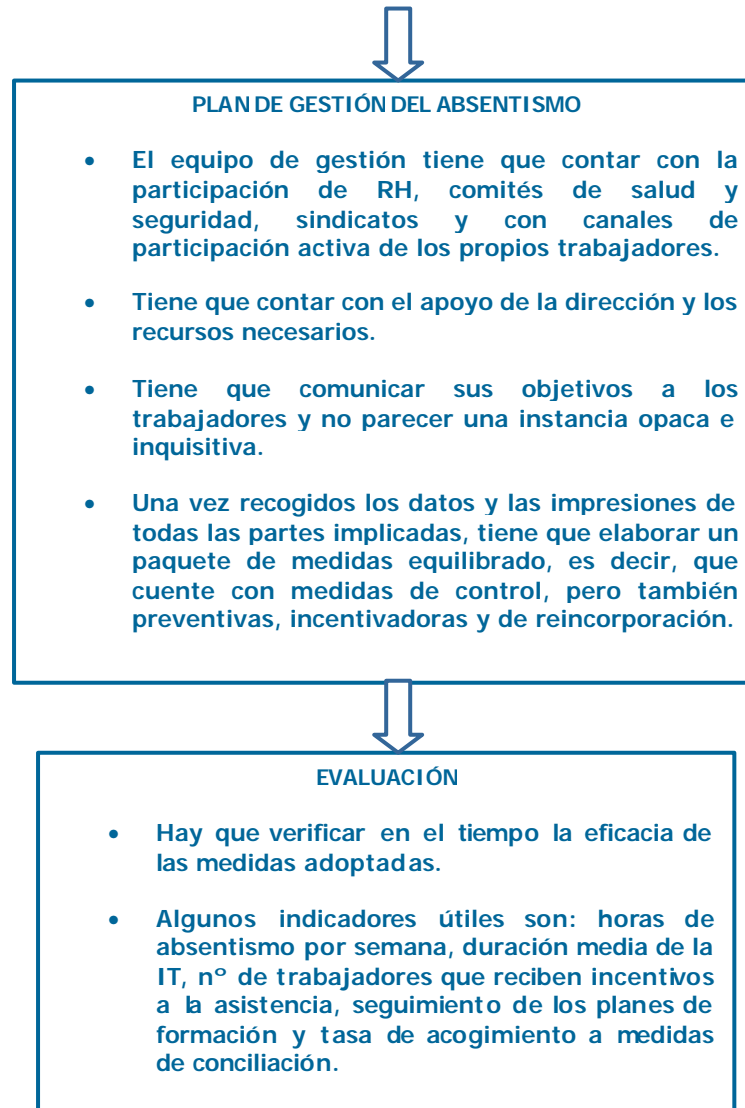 PLAN DE GESTIÓN DEL ABSENTISMO
• El equipo de gestión tiene que contar con la
participación de RH, comités de salud y
seguridad, sindicatos y con canales de
participación activa de los propios trabajadores.
• Tiene que contar con el apoyo de la dirección y los
recursos necesarios.
• Tiene que comunicar sus objetivos a los
trabajadores y no parecer una instancia opaca e
inquisitiva.
• Una vez recogidos los datos y las impresiones de
todas las partes implicadas, tiene que elaborar un
paquete de medidas equilibrado, es decir, que
cuente con medidas de control, pero también
preventivas, incentivadoras y de reincorporación.
EVALUACIÓN
• Hay que verificar en el tiempo la eficacia de
las medidas adoptadas.
• Algunos indicadores útiles son: horas de
absentismo por semana, duración media de la
IT, nº de trabajadores que reciben incentivos
a la asistencia, seguimiento de los planes de
formación y tasa de acogimiento a medidas
de conciliación.